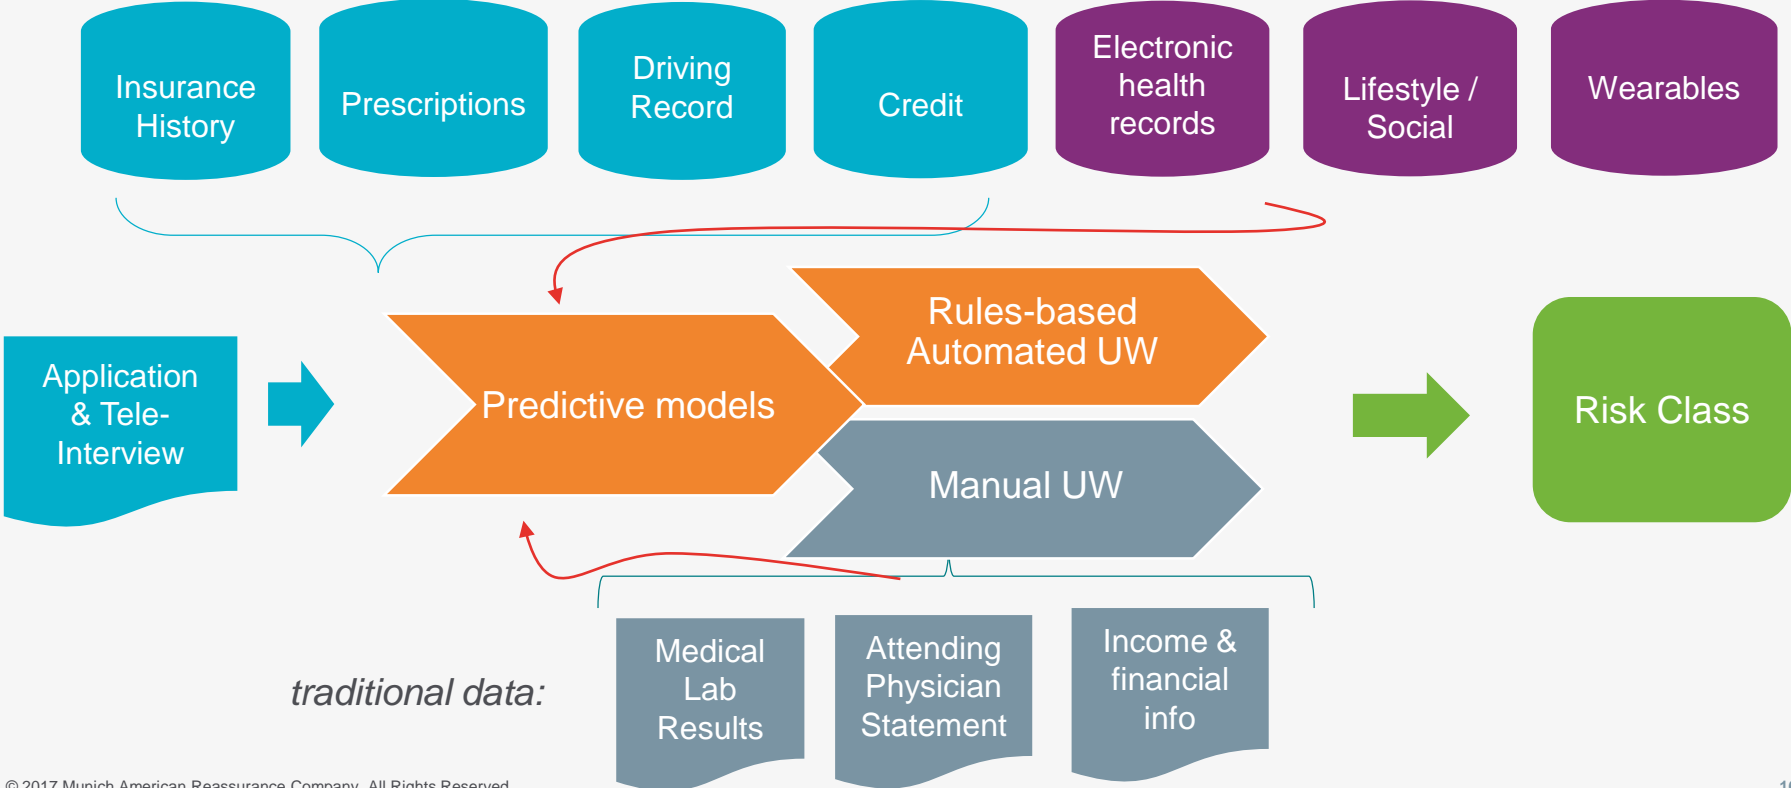 Insurance
History
Prescriptions
Driving
Record
Credit
Electronic
health
records
Lifestyle /
Social
Wearables
Application
& Tele-
Interview
Predictive models
Rules-based
Automated UW
Manual UW
Risk Class
traditional data:
Medical
Lab
Results
Attending
Physician
Statement
Income &
financial
info
© 2017 Munich American Reassurance Company. All Rights Reserved